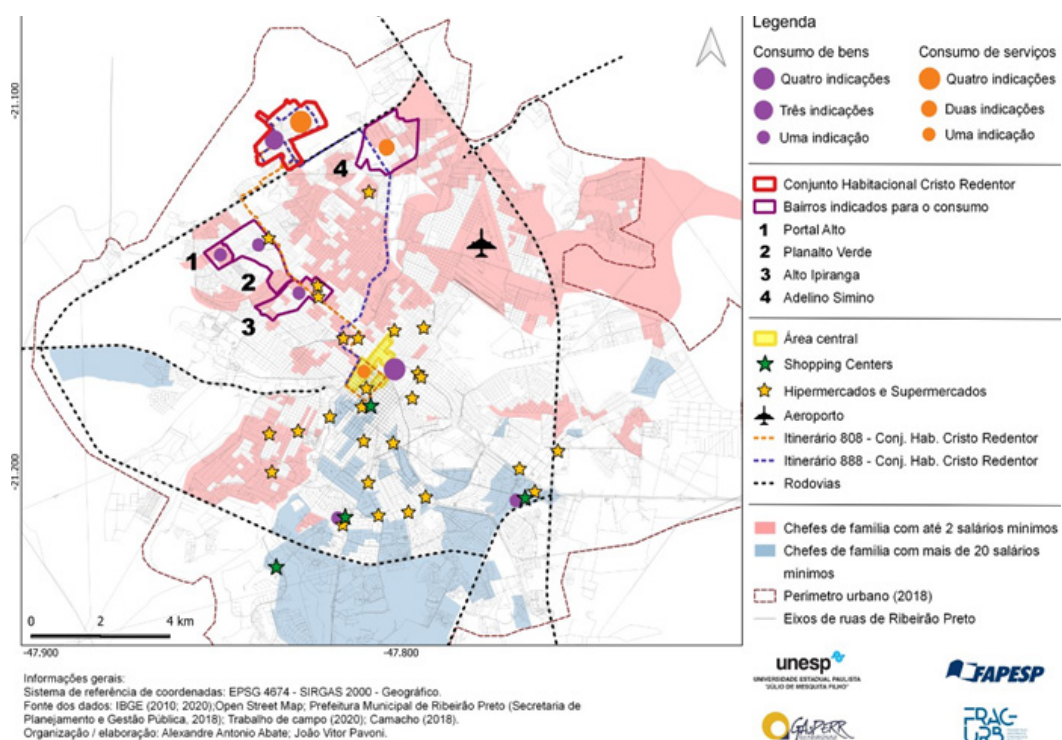 Legenda
Consumo de bens
Consumo de serviços
Quatro indicações
Quatro indicações
Três indicações
Duas indicações
Uma indicação
Uma indicação
Conjunto Habitacional Cristo Redentor
Bairros indicados para o consumo
1 Portal Alto
2 Planalto Verde
3 Alto Ipiranga
4 Adelino Simino
Área central
Shopping Centers
Hipermercados e Supermercados
Aeroporto
Itinerário 808 - Conj. Hab. Cristo Redentor
Itinerário 888 - Conj. Hab. Cristo Redentor
Rodovias
Chefes de familia com até 2 salários mínimos
Chefes de familia com mais de 20 salários
mínimos
Perimetro urbano (2018)
Eixos de ruas de Ribeirão Preto
-21.100
-21.200
4
1
2
3
0 2 4 km
-47.900
-47.800
Informações gerais:
Sistema de referência de coordenadas: EPSG 4674 - SIRGAS 2000 - Geográfico.
Fonte dos dados: IBGE (2010; 2020);Open Street Map; Prefeitura Municipal de Ribeirão Preto (Secretaria de
Planejamento e Gestão Pública, 2018); Trabalho de campo (2020); Camacho (2018).
Organização / elaboração: Alexandre Antonio Abate; João Vitor Pavoni.
unesp
UNIVERSIDADE ESTADUAL PAULISTA
"JÚLIO DE MESQUITA FILHO"
FAPESP
GASPERR
FRAG-
URB